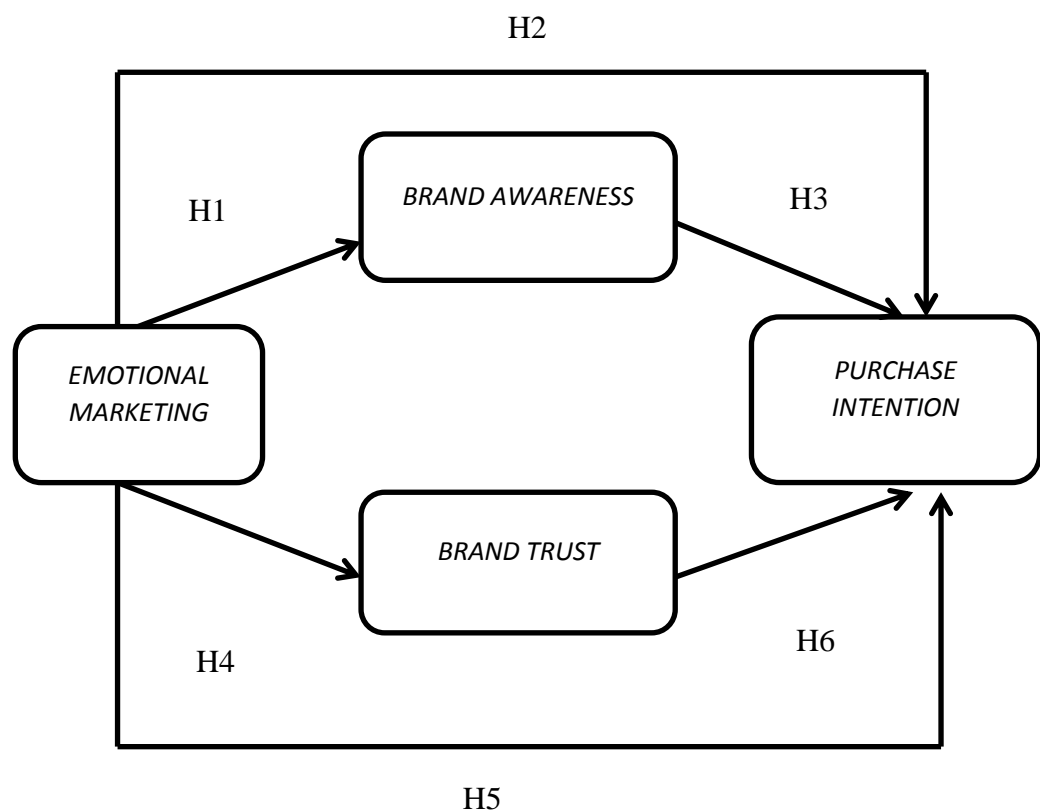 H2
BRAND AWARENESS
H1
H3
EMOTIONAL
MARKETING
PURCHASE
INTENTION
BRAND TRUST
H4
H6
H5